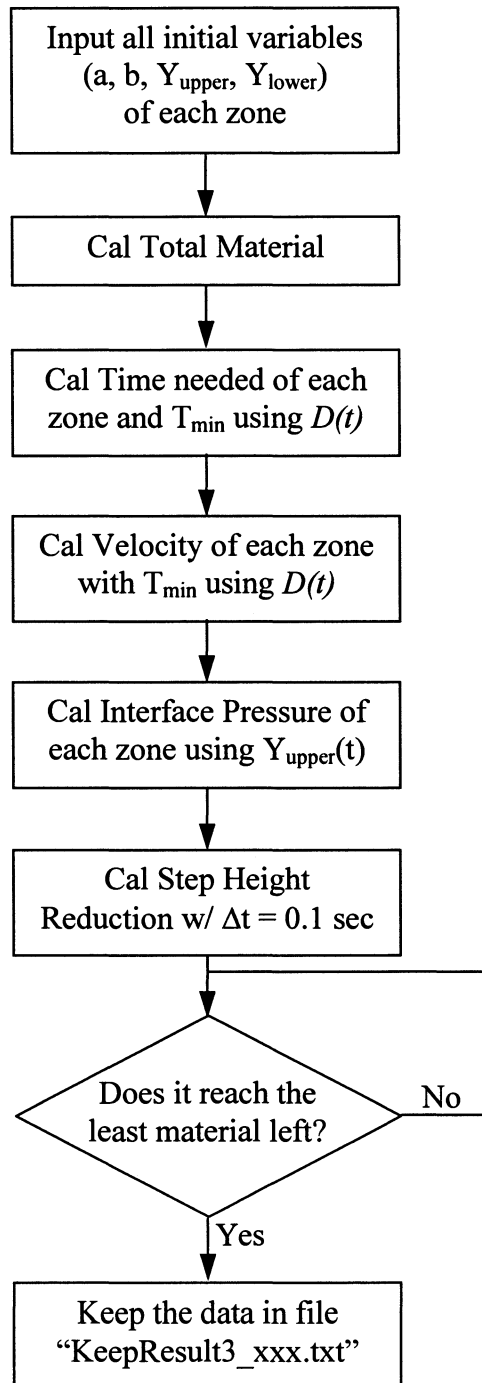 Input all initial variables
(a, b, Y_upper, Y_lower)
of each zone
Cal Total Material
Cal Time needed of each
zone and T_min using D(t)
Cal Velocity of each zone
with T_min using D(t)
Cal Interface Pressure of
each zone using Y_upper(t)
Cal Step Height
Reduction w/ Δt = 0.1 sec
Does it reach the
least material left?
No
Yes
Keep the data in file
“KeepResult3_xxx.txt”